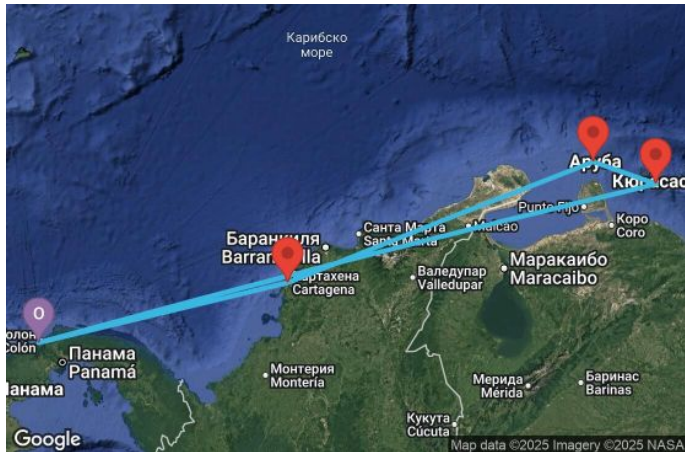 Карибско
море
Аруба
Кюрасао
Punto Fijo
Коро
Coro
Санта Марта
Santa Marta
Maicao
Баранкиля
Barranquilla
Картахена
Cartagena
Валедупар
Valledupar
Маракаибо
Maracaibo
0
Колон
Colón
Панама
Panamá
Панама
Монтерия
Montería
Мерида
Mérida
Баринас
Barinas
Кукута
Cúcuta
Google
Map data ©2025 Imagery ©2025 NASA